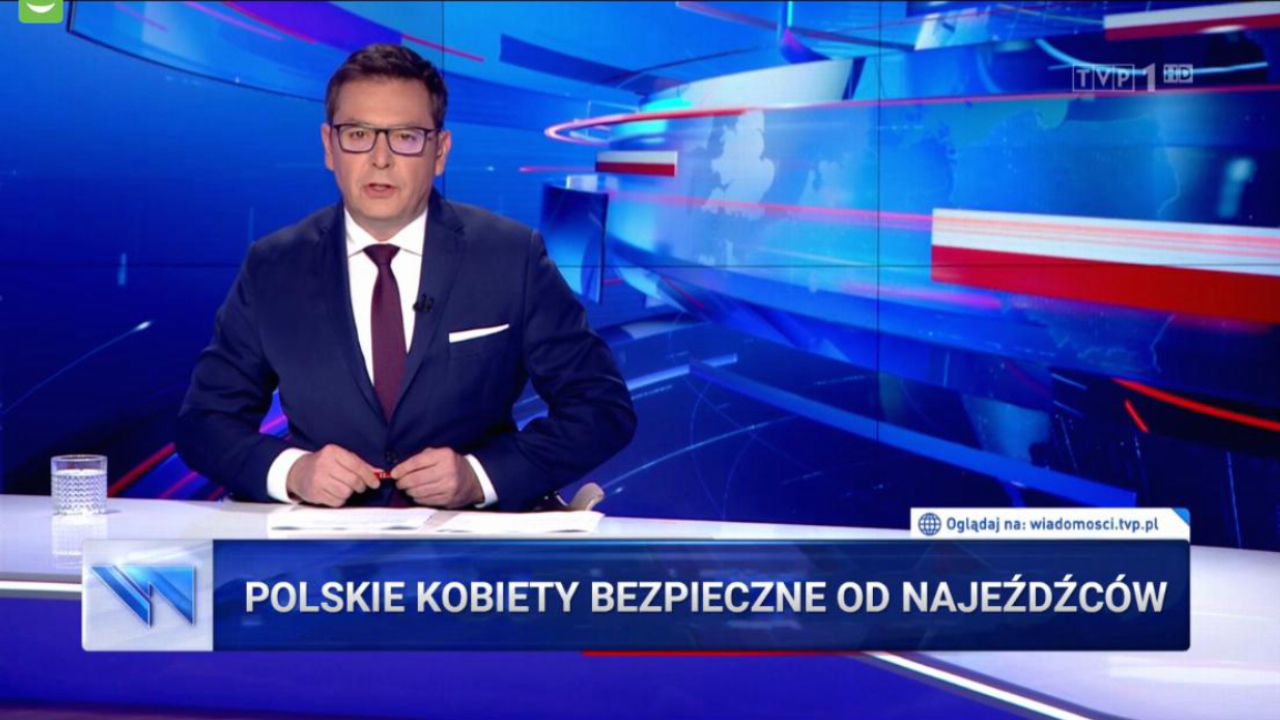 TVP1 HD
Oglądaj na: wiadomosci.tvp.pl
POLSKIE KOBIETY BEZPIECZNE OD NAJEŹDŹCÓW